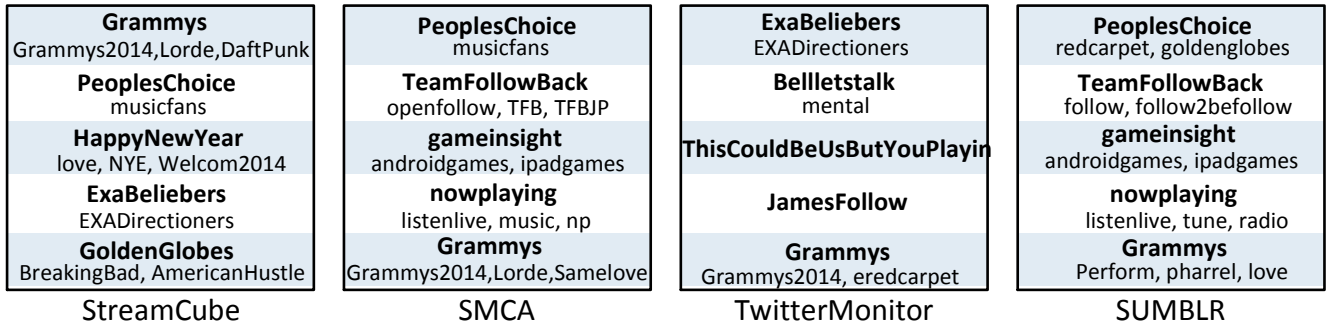 Grammys
Grammys2014,Lorde,DaftPunk
PeoplesChoice
musicfans
HappyNewYear
love, NYE, Welcom2014
ExaBeliebers
EXADirectioners
GoldenGlobes
BreakingBad, AmericanHustle
StreamCube
PeoplesChoice
musicfans
TeamFollowBack
openfollow, TFB, TFBJP
gameinsight
androidgames, ipadgames
nowplaying
listenlive, music, np
Grammys
Grammys2014,Lorde,Samelove
SMCA
ExaBeliebers
EXADirectioners
Bellletstalk
mental
ThisCouldBeUsButYouPlayin
JamesFollow
Grammys
Grammys2014, eredcarpet
TwitterMonitor
PeoplesChoice
redcarpet, goldenglobes
TeamFollowBack
follow, follow2befollow
gameinsight
androidgames, ipadgames
nowplaying
listenlive, tune, radio
Grammys
Perform, pharrel, love
SUMBLR